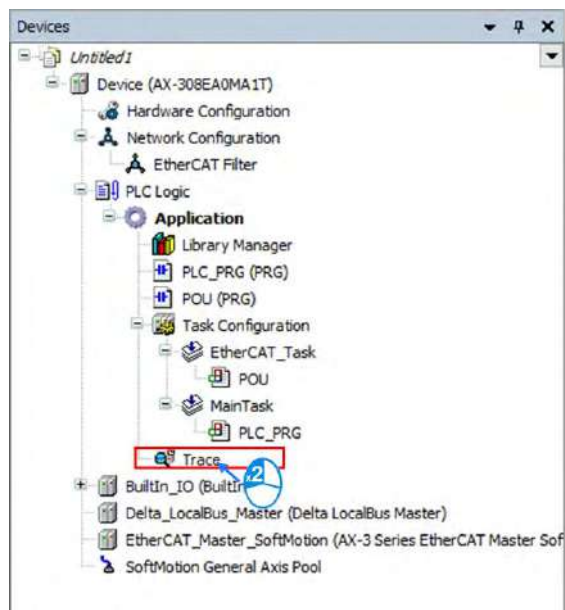 Devices
Untitled1
Device (AX-308EA0MA1T)
Hardware Configuration
Network Configuration
EtherCAT Filter
PLC Logic
Application
Library Manager
PLC_PRG (PRG)
POU (PRG)
Task Configuration
EtherCAT_Task
POU
MainTask
PLC_PRG
Trace
x2
BuiltIn_IO (BuiltIn
Delta_LocalBus_Master (Delta LocalBus Master)
EtherCAT_Master_SoftMotion (AX-3 Series EtherCAT Master Sof
SoftMotion General Axis Pool